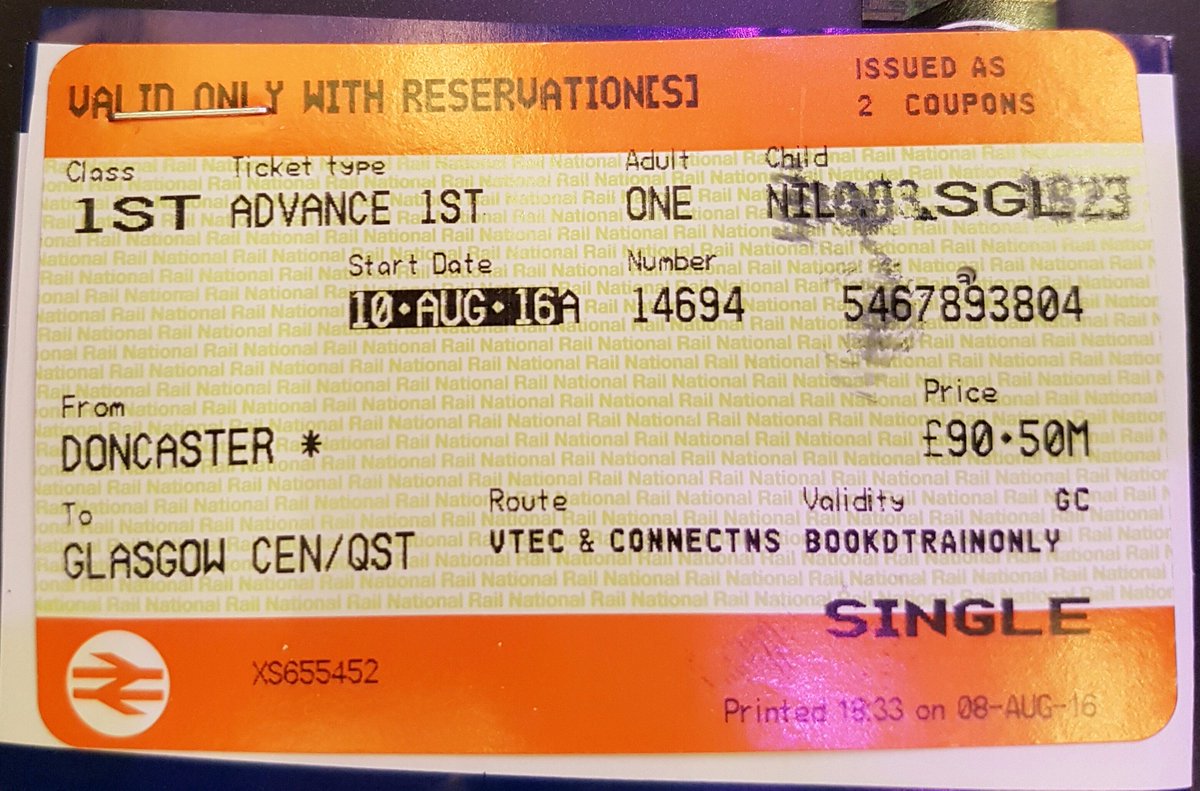 VALID ONLY WITH RESERVATION[S]
ISSUED AS
2 COUPONS
Class Ticket type Adult Child
1ST ADVANCE 1ST ONE NIL SGL
Start Date Number
10·AUG·16A 14694 5467893804
From Price
DONCASTER * £90·50M
To Route Validity GC
GLASGOW CEN/QST VTEC & CONNECTNS BOOKDTRAINONLY
SINGLE
XS655452
Printed 18:33 on 08-AUG-16